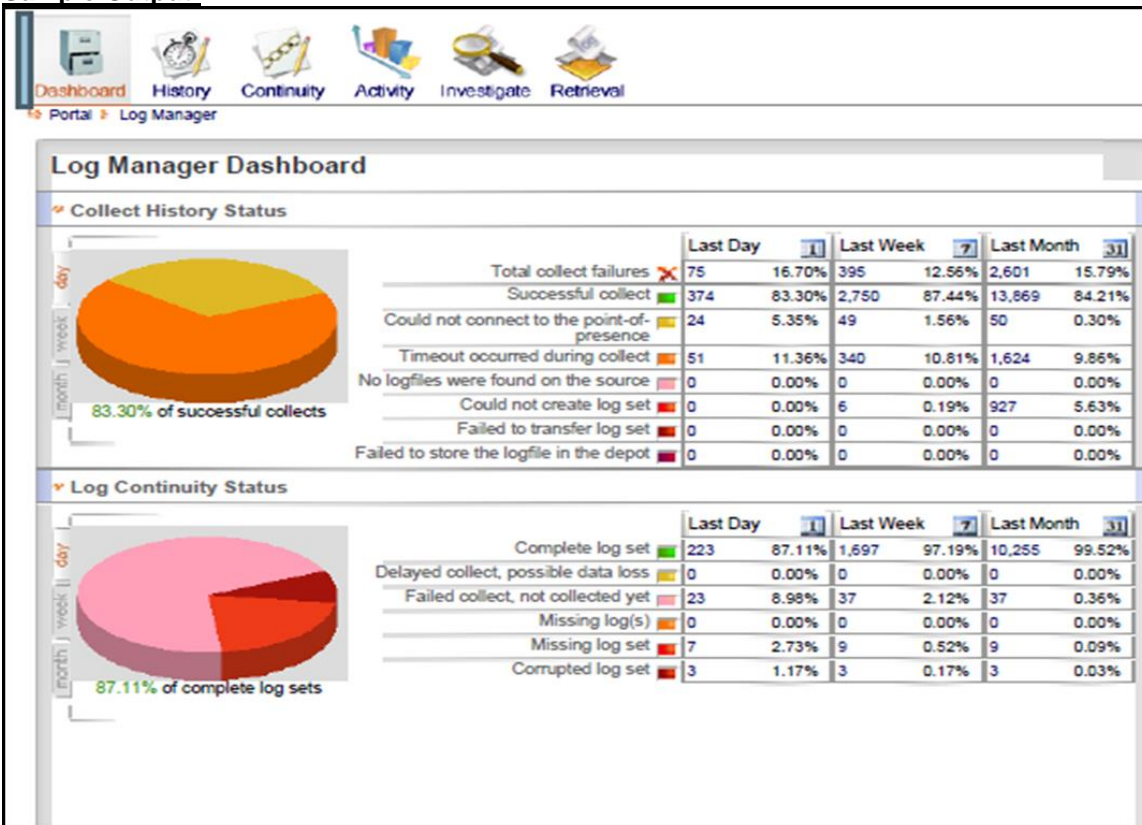 Dashboard History Continuity Activity Investigate Retrieval
Portal Log Manager
Log Manager Dashboard
Collect History Status
day
week
month
83.30% of successful collects
Last Day 1 Last Week 7 Last Month 31
Total collect failures 75 16.70% 395 12.56% 2,601 15.79%
Successful collect 374 83.30% 2,750 87.44% 13,869 84.21%
Could not connect to the point-of-
presence 24 5.35% 49 1.56% 50 0.30%
Timeout occurred during collect 51 11.36% 340 10.81% 1,624 9.86%
No logfiles were found on the source 0 0.00% 0 0.00% 0 0.00%
Could not create log set 0 0.00% 6 0.19% 927 5.63%
Failed to transfer log set 0 0.00% 0 0.00% 0 0.00%
Failed to store the logfile in the depot 0 0.00% 0 0.00% 0 0.00%
Log Continuity Status
day
week
month
87.11% of complete log sets
Last Day 1 Last Week 7 Last Month 31
Complete log set 223 87.11% 1,697 97.19% 10,255 99.52%
Delayed collect, possible data loss 0 0.00% 0 0.00% 0 0.00%
Failed collect, not collected yet 23 8.98% 37 2.12% 37 0.36%
Missing log(s) 0 0.00% 0 0.00% 0 0.00%
Missing log set 7 2.73% 9 0.52% 9 0.09%
Corrupted log set 3 1.17% 3 0.17% 3 0.03%